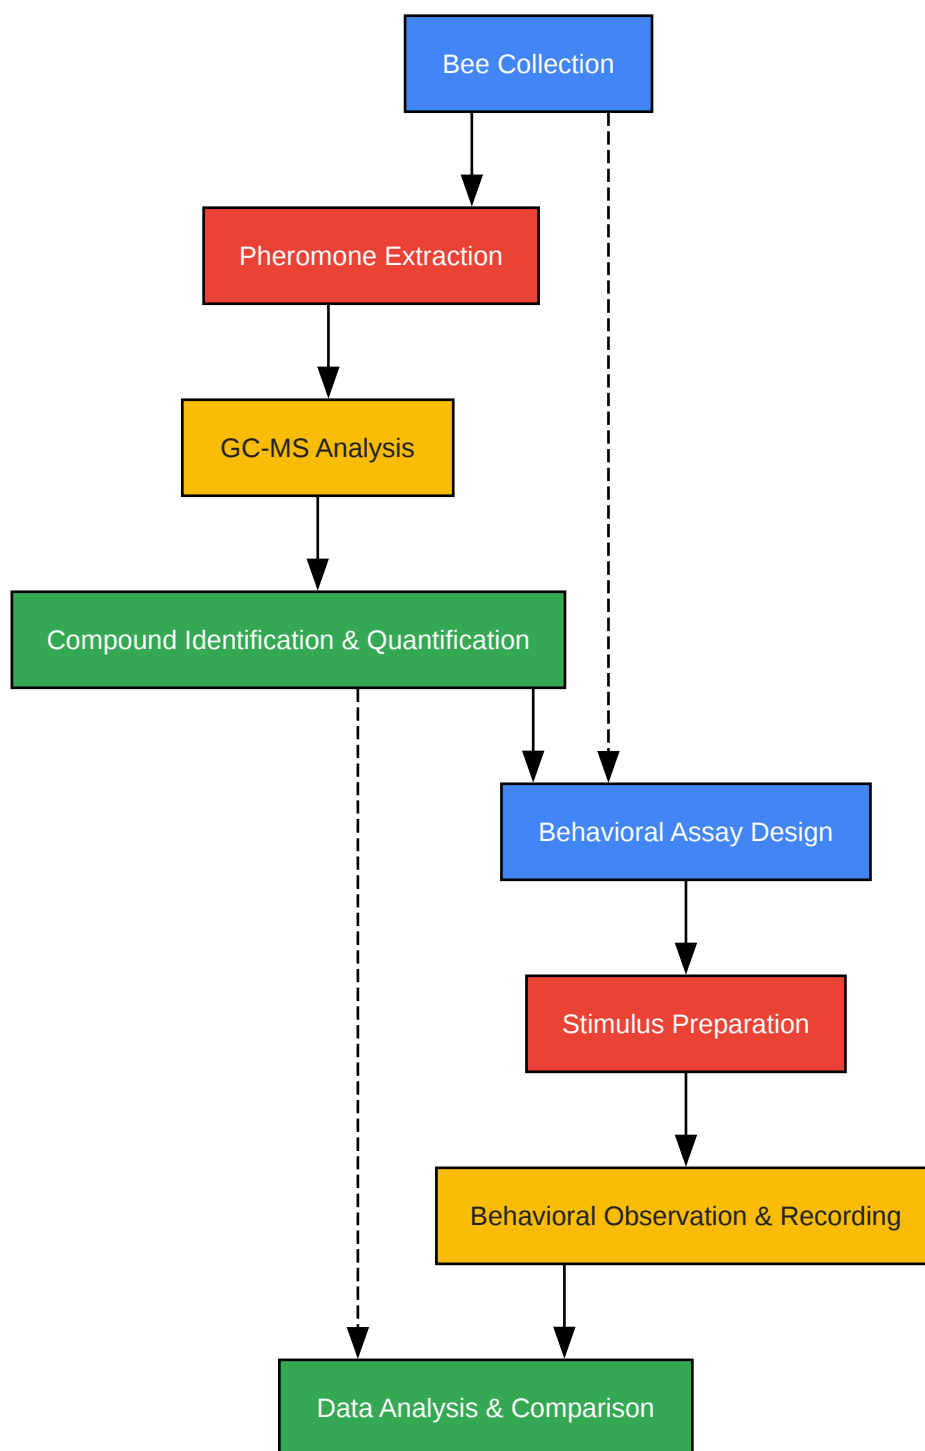 Bee Collection
Pheromone Extraction
GC-MS Analysis
Compound Identification & Quantification
Behavioral Assay Design
Stimulus Preparation
Behavioral Observation & Recording
Data Analysis & Comparison